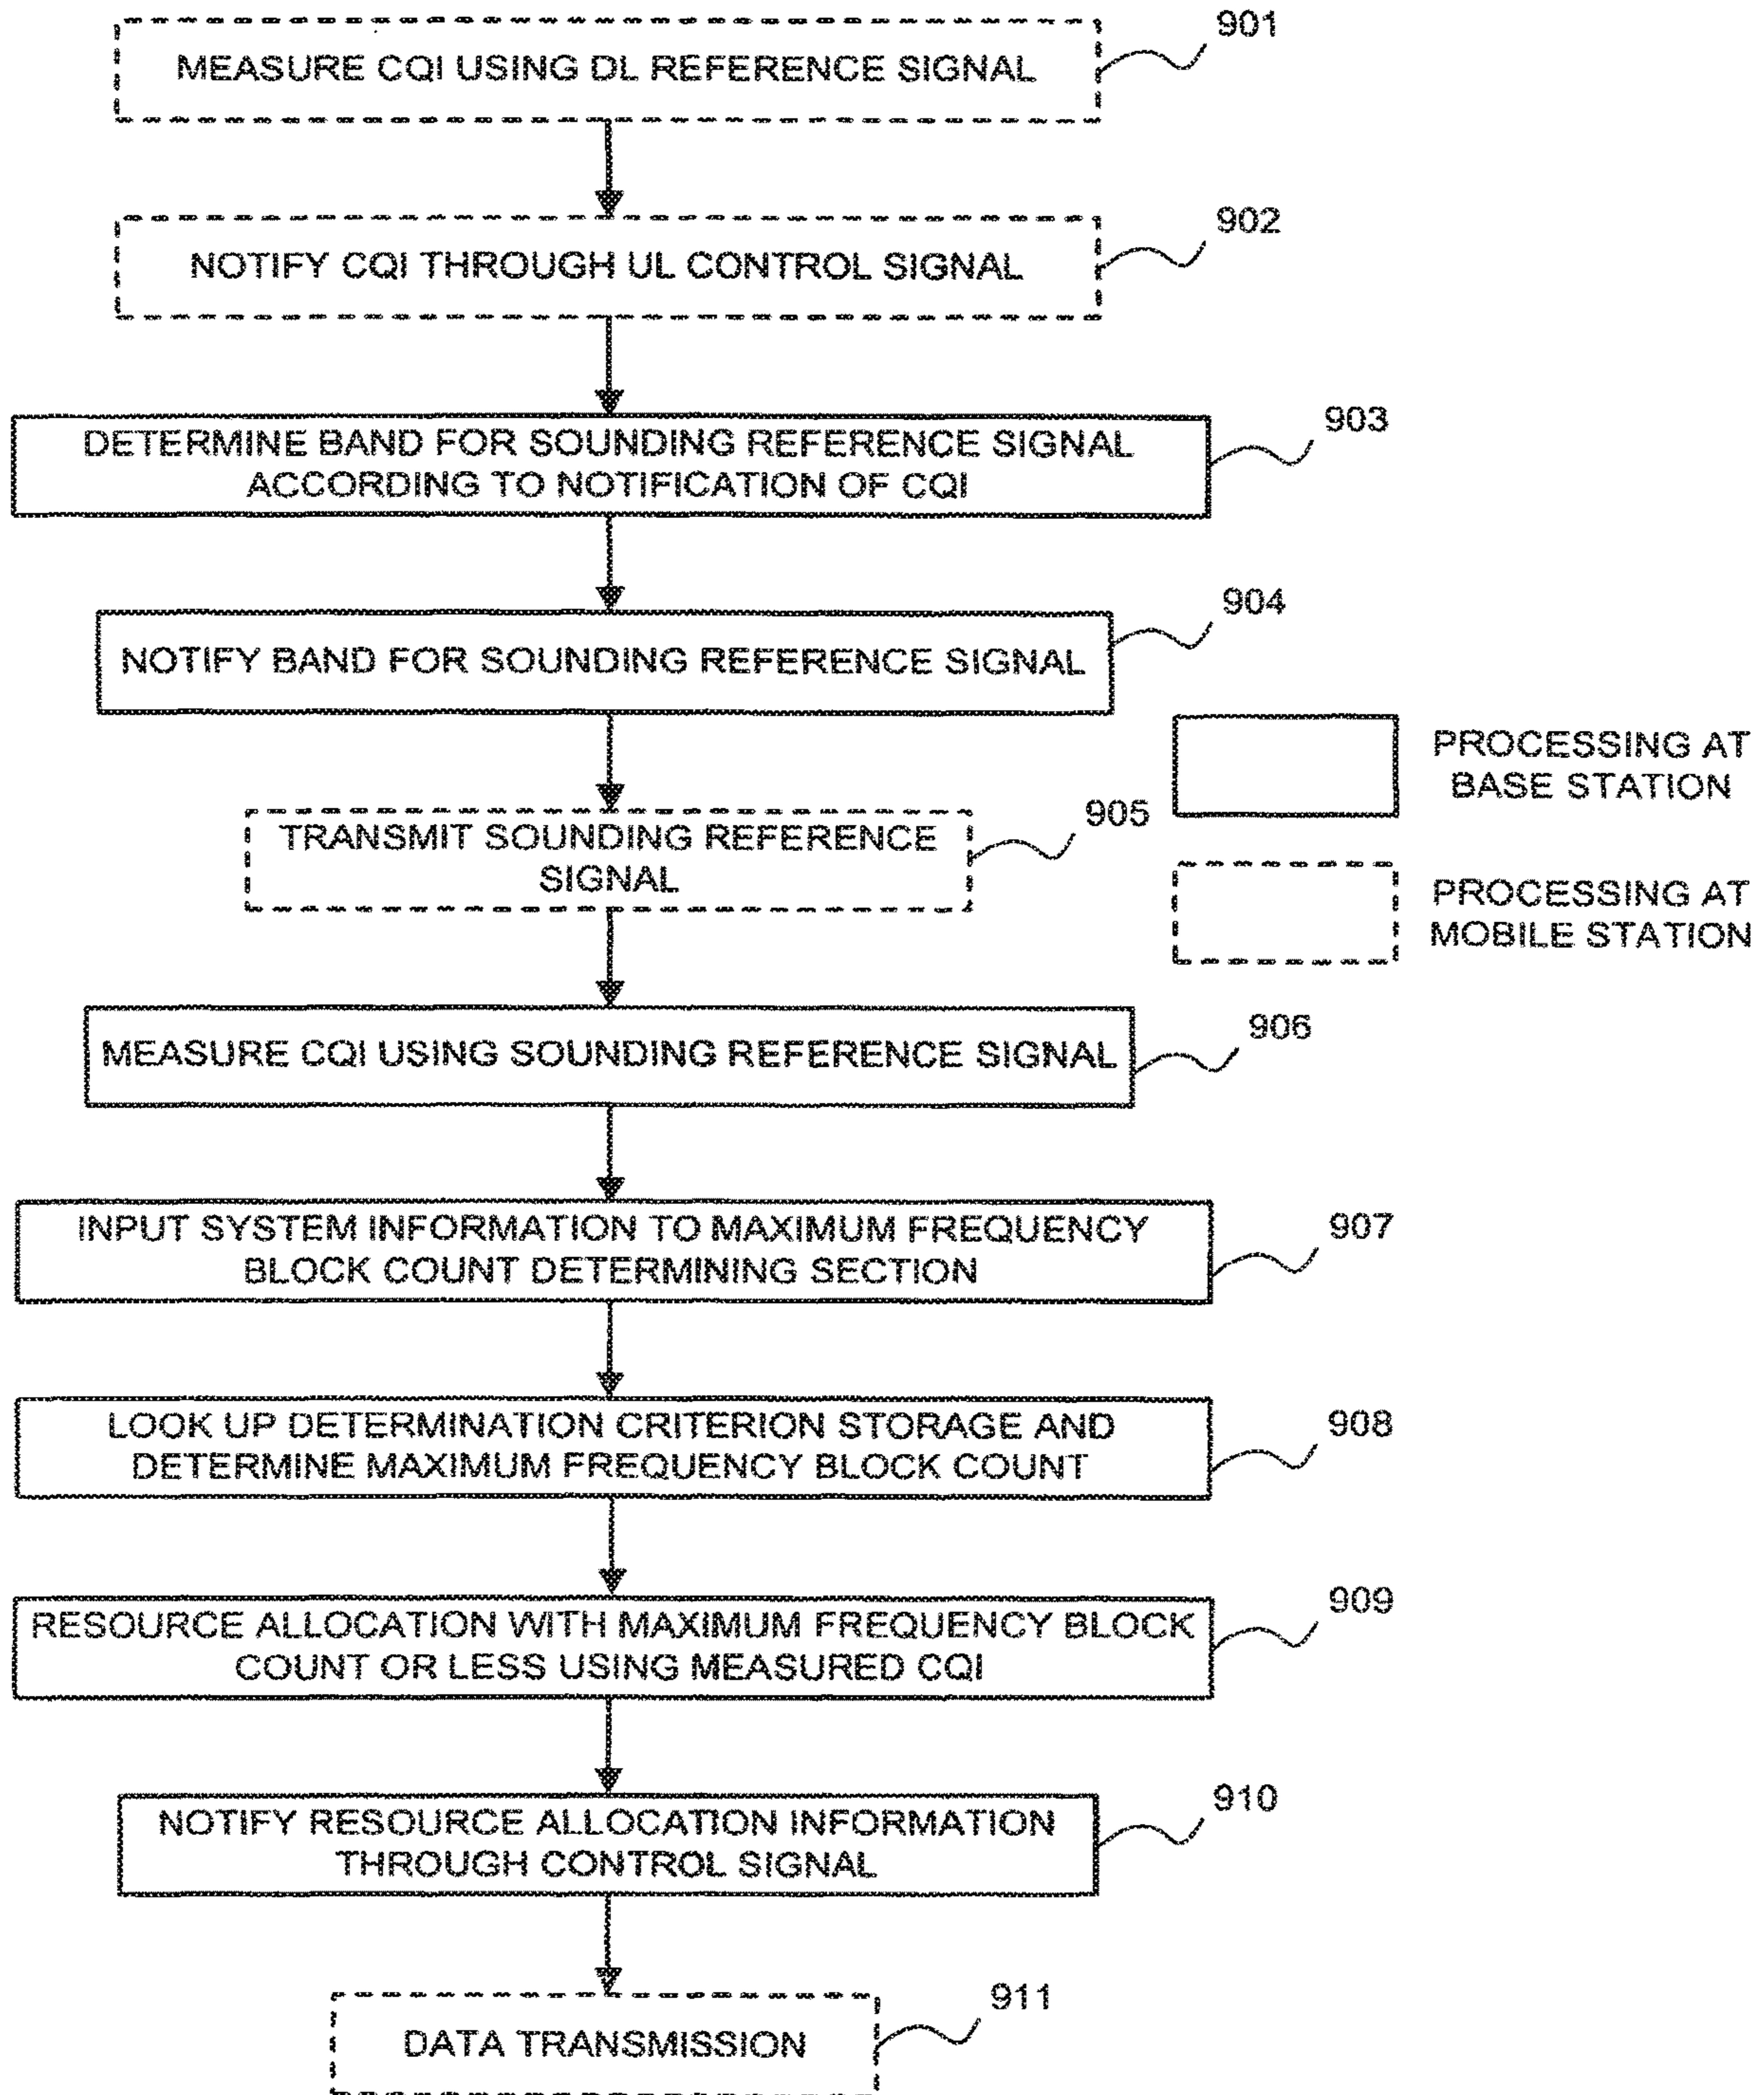 901
MEASURE CQI USING DL REFERENCE SIGNAL
902
NOTIFY CQI THROUGH UL CONTROL SIGNAL
903
DETERMINE BAND FOR SOUNDING REFERENCE SIGNAL
ACCORDING TO NOTIFICATION OF CQI
904
NOTIFY BAND FOR SOUNDING REFERENCE SIGNAL
PROCESSING AT
BASE STATION
905
TRANSMIT SOUNDING REFERENCE
SIGNAL
PROCESSING AT
MOBILE STATION
906
MEASURE CQI USING SOUNDING REFERENCE SIGNAL
907
INPUT SYSTEM INFORMATION TO MAXIMUM FREQUENCY
BLOCK COUNT DETERMINING SECTION
908
LOOK UP DETERMINATION CRITERION STORAGE AND
DETERMINE MAXIMUM FREQUENCY BLOCK COUNT
909
RESOURCE ALLOCATION WITH MAXIMUM FREQUENCY BLOCK
COUNT OR LESS USING MEASURED CQI
910
NOTIFY RESOURCE ALLOCATION INFORMATION
THROUGH CONTROL SIGNAL
911
DATA TRANSMISSION